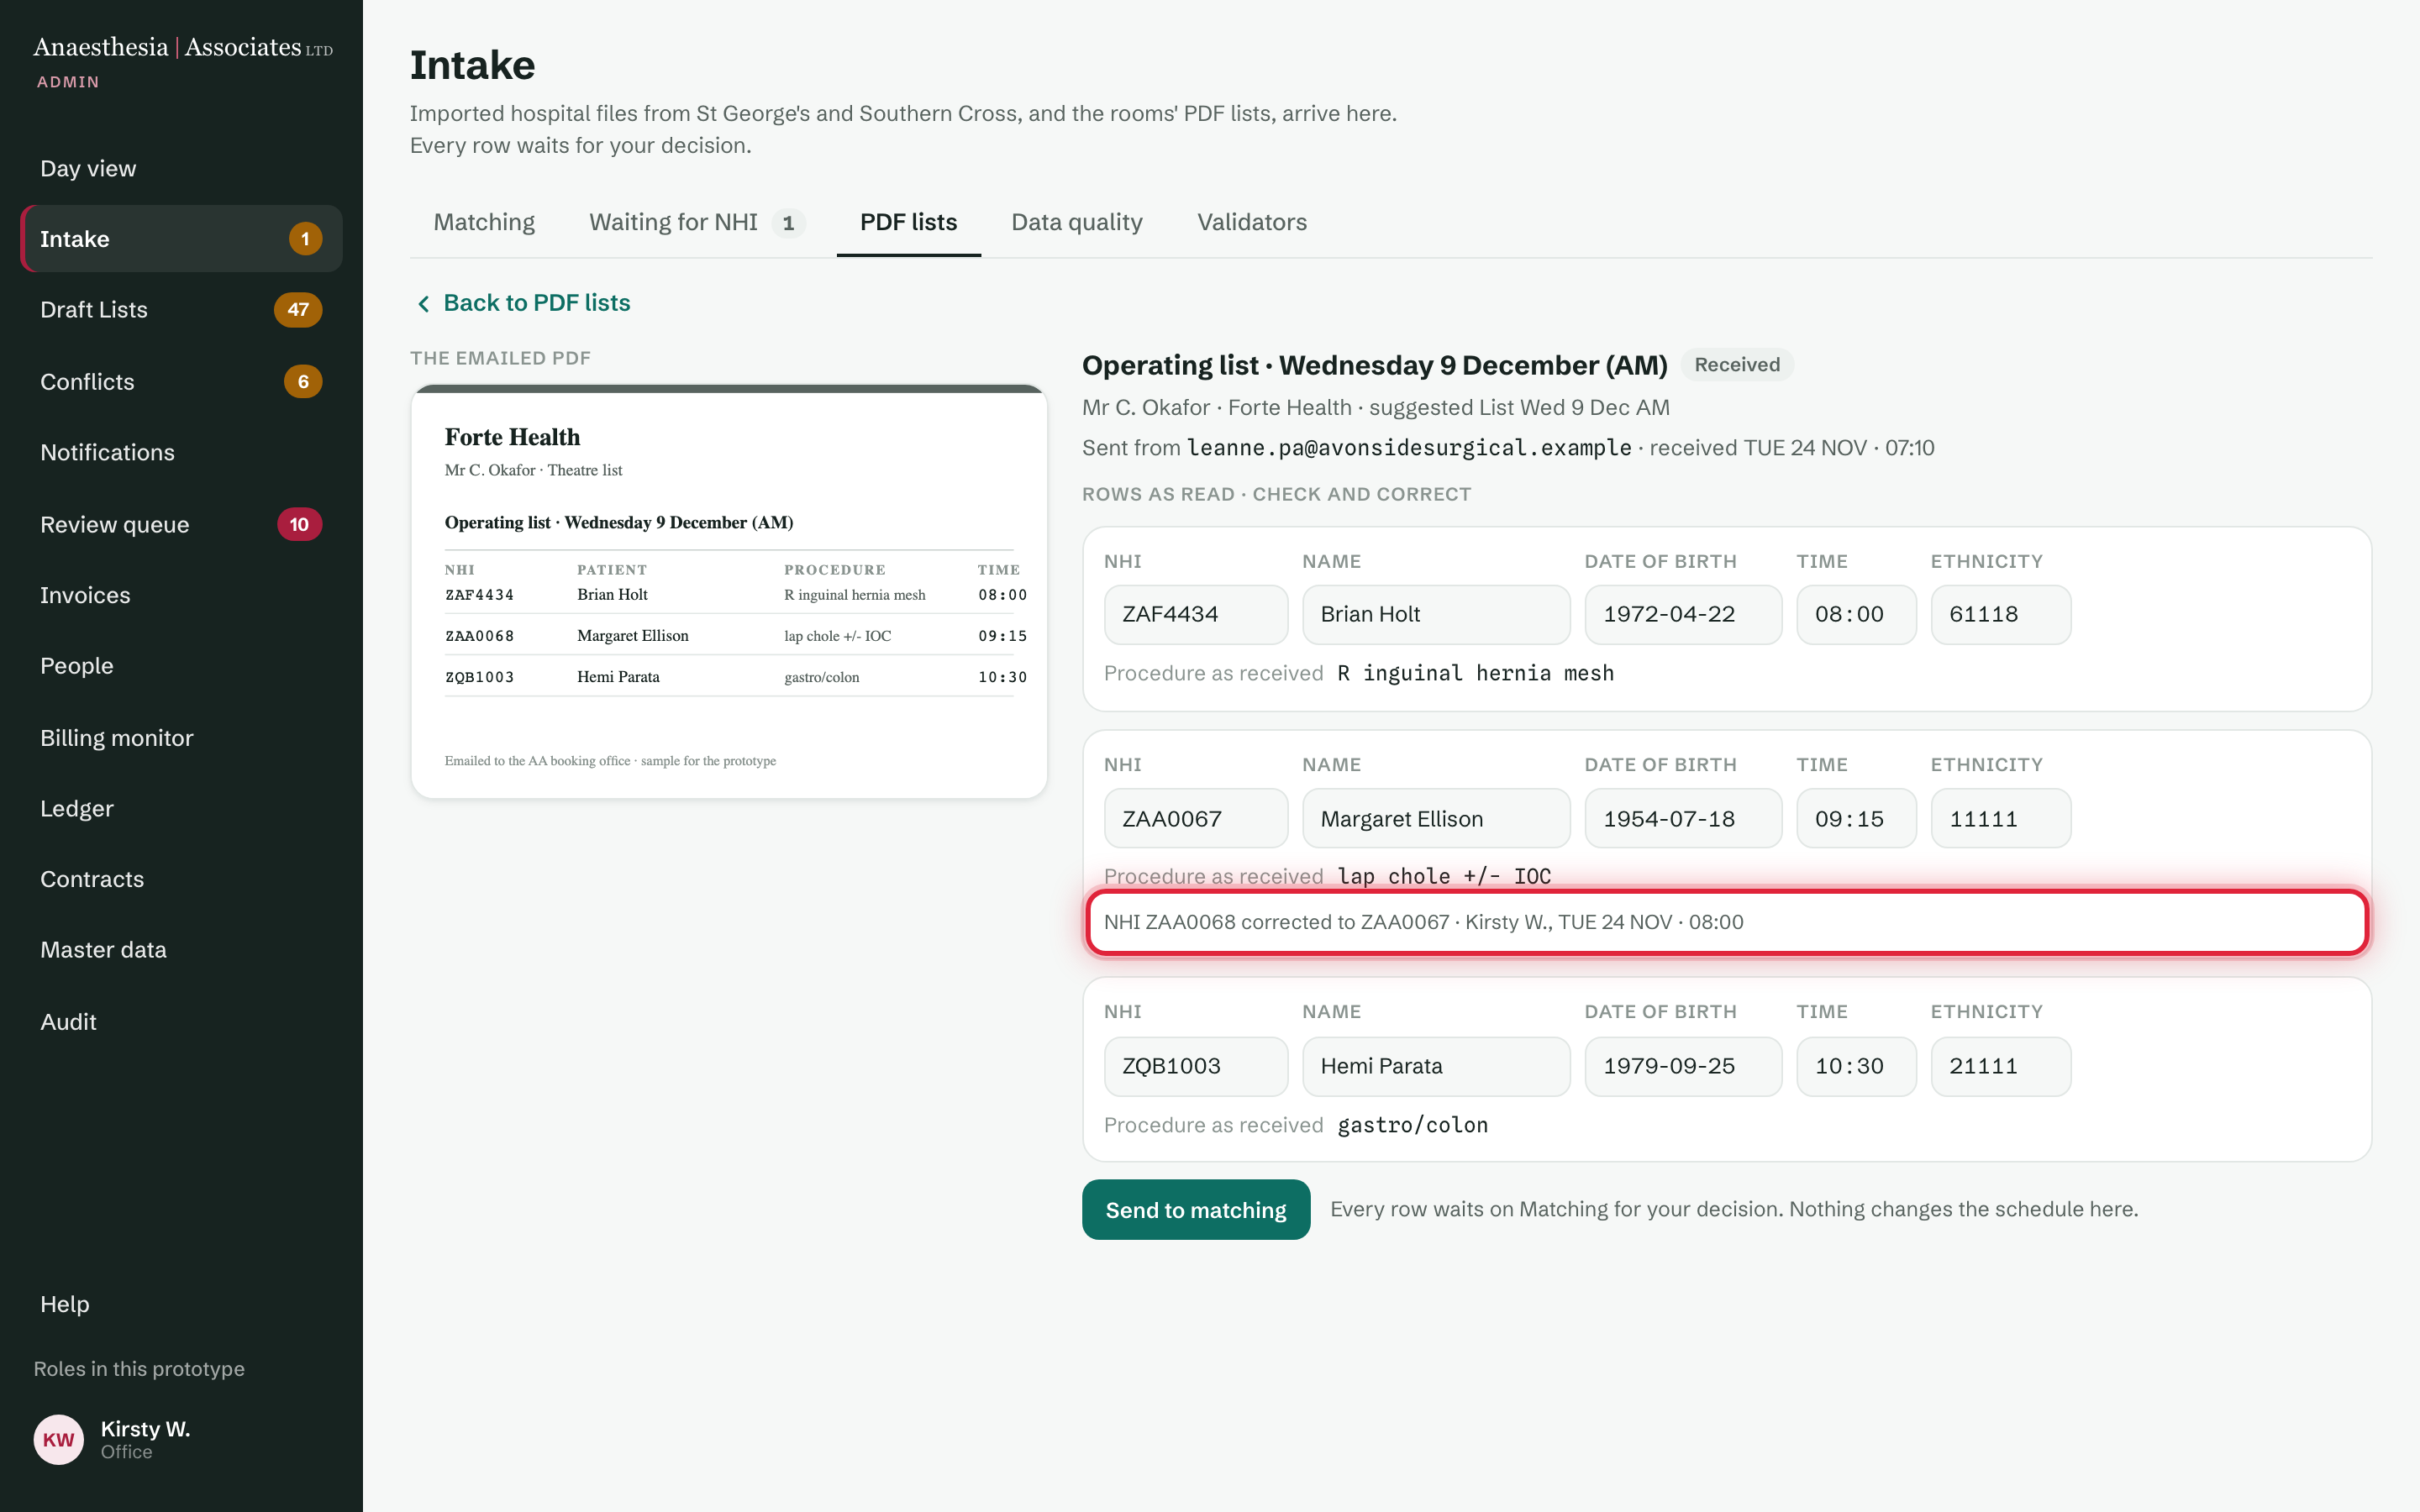 Anaesthesia | Associates LTD
ADMIN
Day view
Intake 1
Draft Lists 47
Conflicts 6
Notifications
Review queue 10
Invoices
People
Billing monitor
Ledger
Contracts
Master data
Audit
Help
Roles in this prototype
KW
Kirsty W.
Office
Intake
Imported hospital files from St George's and Southern Cross, and the rooms' PDF lists, arrive here.
Every row waits for your decision.
Matching Waiting for NHI 1 PDF lists Data quality Validators
Back to PDF lists
THE EMAILED PDF
Forte Health
Mr C. Okafor · Theatre list
Operating list · Wednesday 9 December (AM)
NHI PATIENT PROCEDURE TIME
ZAF4434 Brian Holt R inguinal hernia mesh 08:00
ZAA0068 Margaret Ellison lap chole +/- IOC 09:15
ZQB1003 Hemi Parata gastro/colon 10:30
Emailed to the AA booking office · sample for the prototype
Operating list · Wednesday 9 December (AM) Received
Mr C. Okafor · Forte Health · suggested List Wed 9 Dec AM
Sent from leanne.pa@avonsidesurgical.example · received TUE 24 NOV · 07:10
ROWS AS READ · CHECK AND CORRECT
NHI NAME DATE OF BIRTH TIME ETHNICITY
ZAF4434 Brian Holt 1972-04-22 08:00 61118
Procedure as received R inguinal hernia mesh
NHI NAME DATE OF BIRTH TIME ETHNICITY
ZAA0067 Margaret Ellison 1954-07-18 09:15 11111
Procedure as received lap chole +/- IOC
NHI ZAA0068 corrected to ZAA0067 · Kirsty W., TUE 24 NOV · 08:00
NHI NAME DATE OF BIRTH TIME ETHNICITY
ZQB1003 Hemi Parata 1979-09-25 10:30 21111
Procedure as received gastro/colon
Send to matching Every row waits on Matching for your decision. Nothing changes the schedule here.